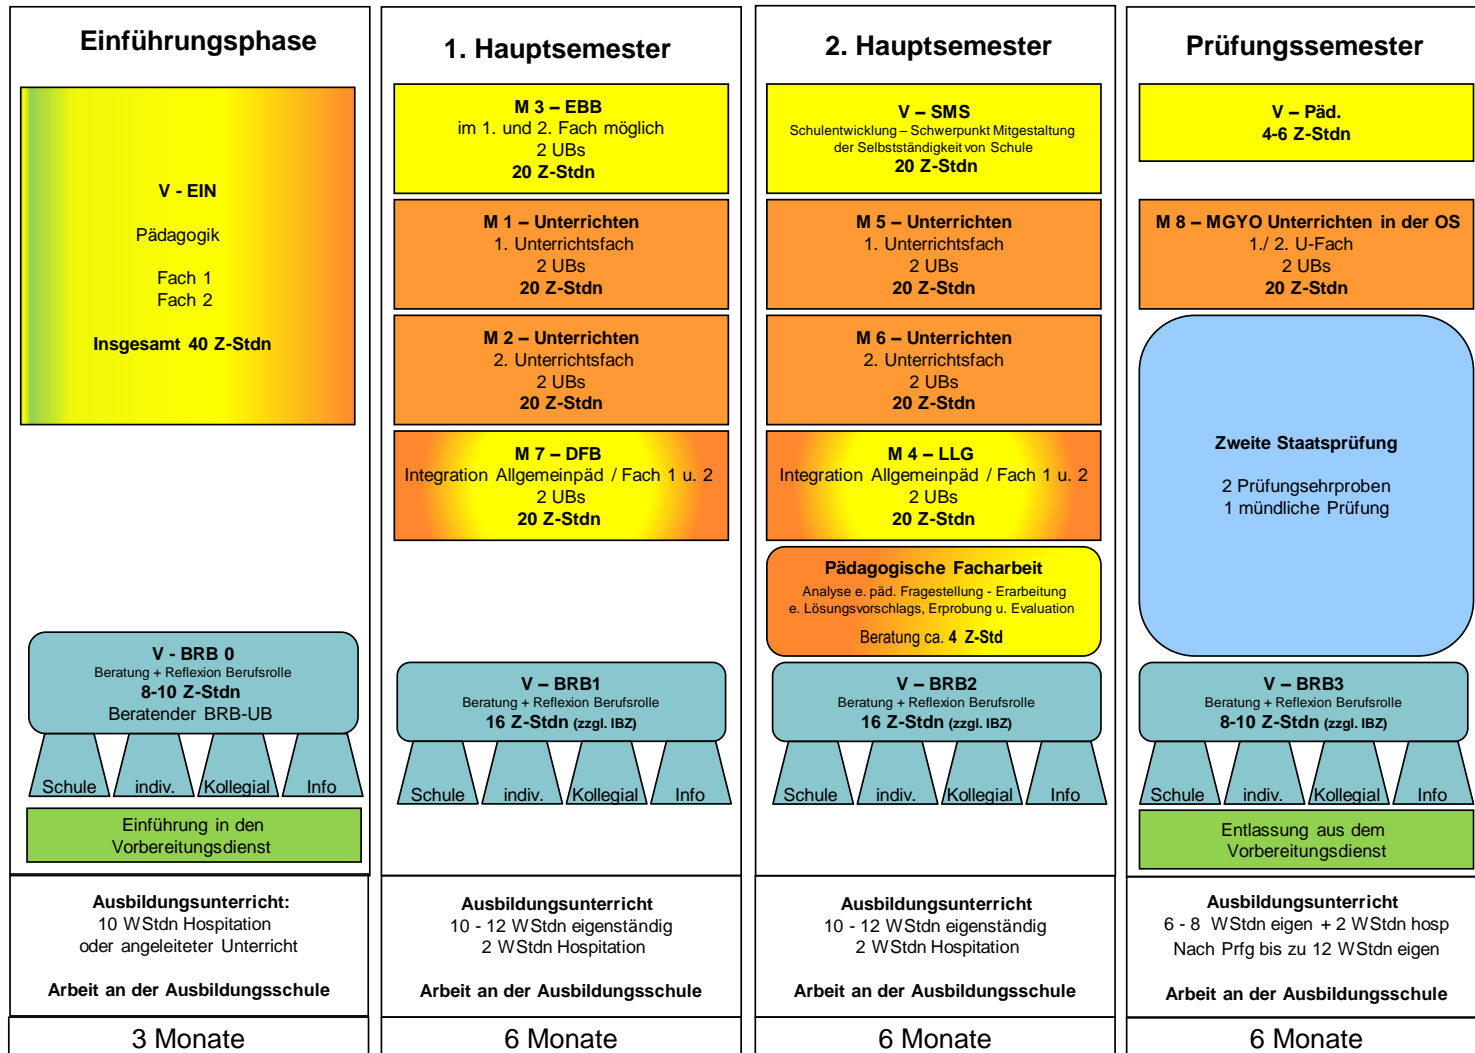 Einführungsphase
V - EIN
Pädagogik
Fach 1
Fach 2
Insgesamt 40 Z-Stdn
V - BRB 0
Beratung + Reflexion Berufsrolle
8-10 Z-Stdn
Beratender BRB-UB
Schule
indiv.
Kollegial
Info
Einführung in den
Vorbereitungsdienst
Ausbildungsunterricht:
10 WStdn Hospitation
oder angeleiteter Unterricht
Arbeit an der Ausbildungsschule
3 Monate
1. Hauptsemester
M 3 – EBB
im 1. und 2. Fach möglich
2 UBs
20 Z-Stdn
M 1 – Unterrichten
1. Unterrichtsfach
2 UBs
20 Z-Stdn
M 2 – Unterrichten
2. Unterrichtsfach
2 UBs
20 Z-Stdn
M 7 – DFB
Integration Allgemeinpäd / Fach 1 u. 2
2 UBs
20 Z-Stdn
V – BRB1
Beratung + Reflexion Berufsrolle
16 Z-Stdn (zzgl. IBZ)
Schule
indiv.
Kollegial
Info
Ausbildungsunterricht
10 - 12 WStdn eigenständig
2 WStdn Hospitation
Arbeit an der Ausbildungsschule
6 Monate
2. Hauptsemester
V – SMS
Schulentwicklung – Schwerpunkt Mitgestaltung
der Selbstständigkeit von Schule
20 Z-Stdn
M 5 – Unterrichten
1. Unterrichtsfach
2 UBs
20 Z-Stdn
M 6 – Unterrichten
2. Unterrichtsfach
2 UBs
20 Z-Stdn
M 4 – LLG
Integration Allgemeinpäd / Fach 1 u. 2
2 UBs
20 Z-Stdn
Pädagogische Facharbeit
Analyse e. päd. Fragestellung - Erarbeitung
e. Lösungsvorschlags, Erprobung u. Evaluation
Beratung ca. 4 Z-Std
V – BRB2
Beratung + Reflexion Berufsrolle
16 Z-Stdn (zzgl. IBZ)
Schule
indiv.
Kollegial
Info
Ausbildungsunterricht
10 - 12 WStdn eigenständig
2 WStdn Hospitation
Arbeit an der Ausbildungsschule
6 Monate
Prüfungssemester
V – Päd.
4-6 Z-Stdn
M 8 – MGYO Unterrichten in der OS
1./ 2. U-Fach
2 UBs
20 Z-Stdn
Zweite Staatsprüfung
2 Prüfungsehrproben
1 mündliche Prüfung
V – BRB3
Beratung + Reflexion Berufsrolle
8-10 Z-Stdn (zzgl. IBZ)
Schule
indiv.
Kollegial
Info
Entlassung aus dem
Vorbereitungsdienst
Ausbildungsunterricht
6 - 8 WStdn eigen + 2 WStdn hosp
Nach Prfg bis zu 12 WStdn eigen
Arbeit an der Ausbildungsschule
6 Monate